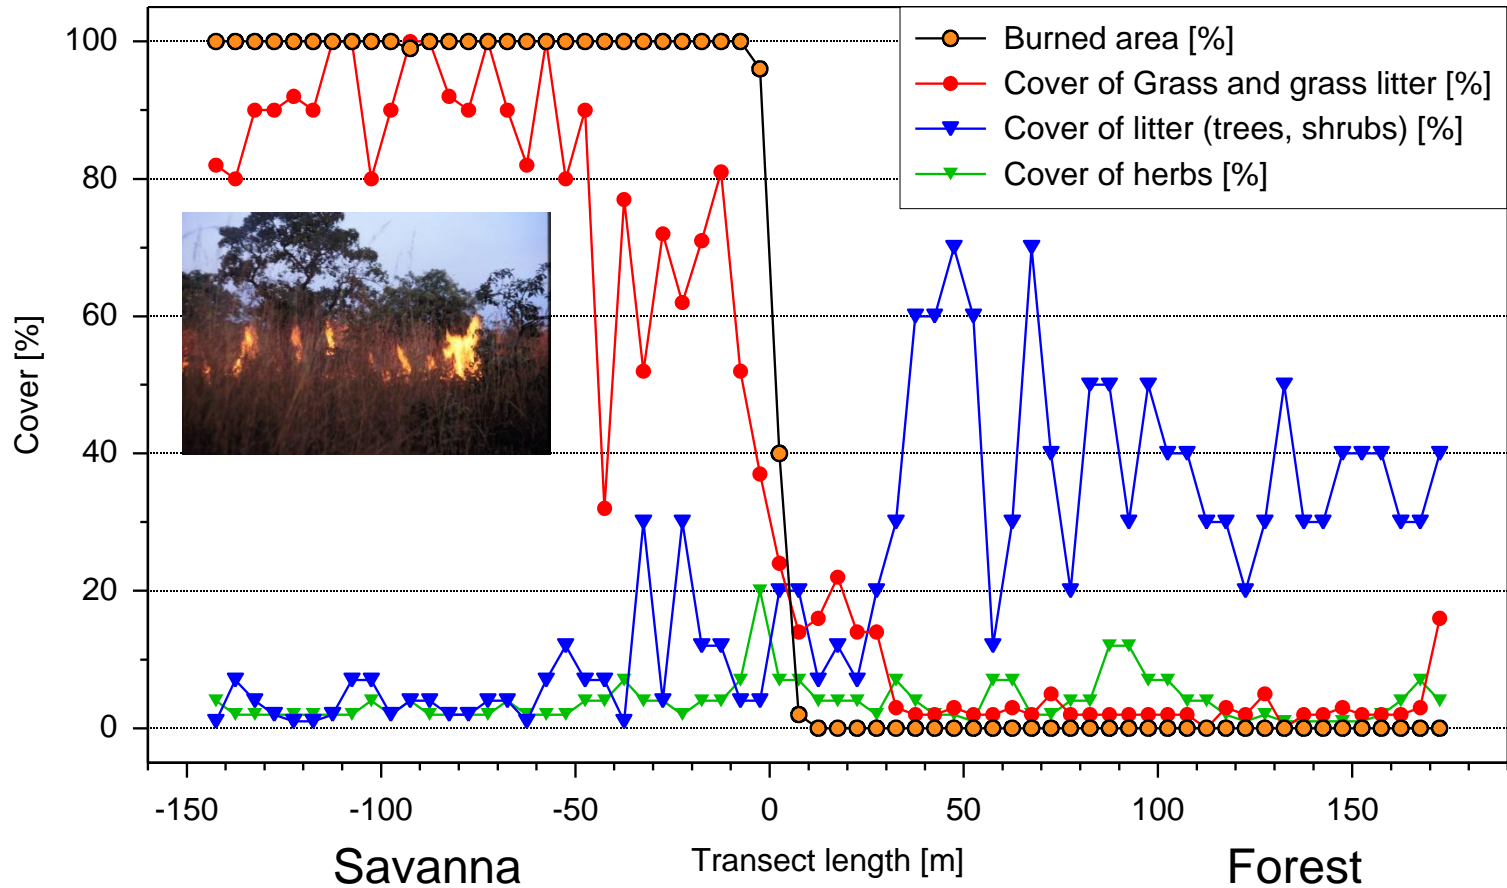 Burned area [%]
Cover of Grass and grass litter [%]
Cover of litter (trees, shrubs) [%]
Cover of herbs [%]
100
80
60
40
20
0
Cover [%]
-150 -100 -50 0 50 100 150
Savanna Transect length [m] Forest